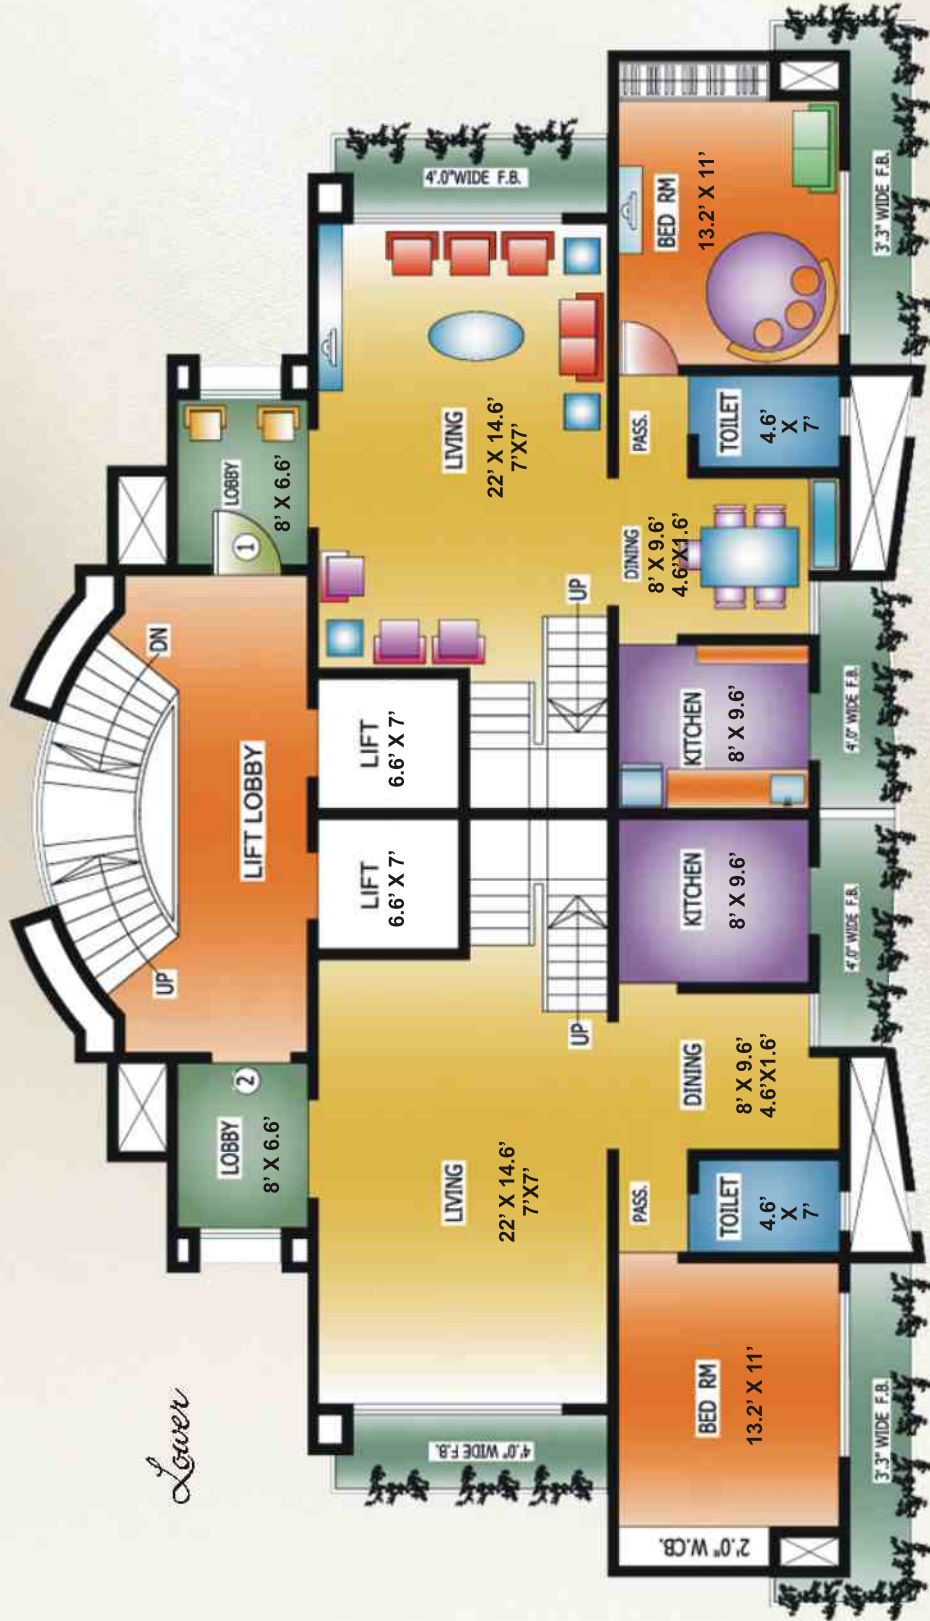 Lower
UP
DN
LIFT LOBBY
LOBBY
8' X 6.6'
2
LOBBY
8' X 6.6'
1
LIFT
6.6' X 7'
LIFT
6.6' X 7'
4'.0" WIDE F.B.
LIVING
22' X 14.6'
7'X7'
UP
LIVING
22' X 14.6'
7'X7'
UP
4'.0"WIDE F.B.
2'.0" W.CB.
BED RM
13.2' X 11'
PASS.
TOILET
4.6'
X
7'
DINING
8' X 9.6'
4.6'X1.6'
KITCHEN
8' X 9.6'
KITCHEN
8' X 9.6'
DINING
8' X 9.6'
4.6'X1.6'
PASS.
TOILET
4.6'
X
7'
BED RM
13.2' X 11'
3'.3" WIDE F.B.
4'.0" WIDE F.B.
4'.0" WIDE F.B.
3'.3" WIDE F.B.